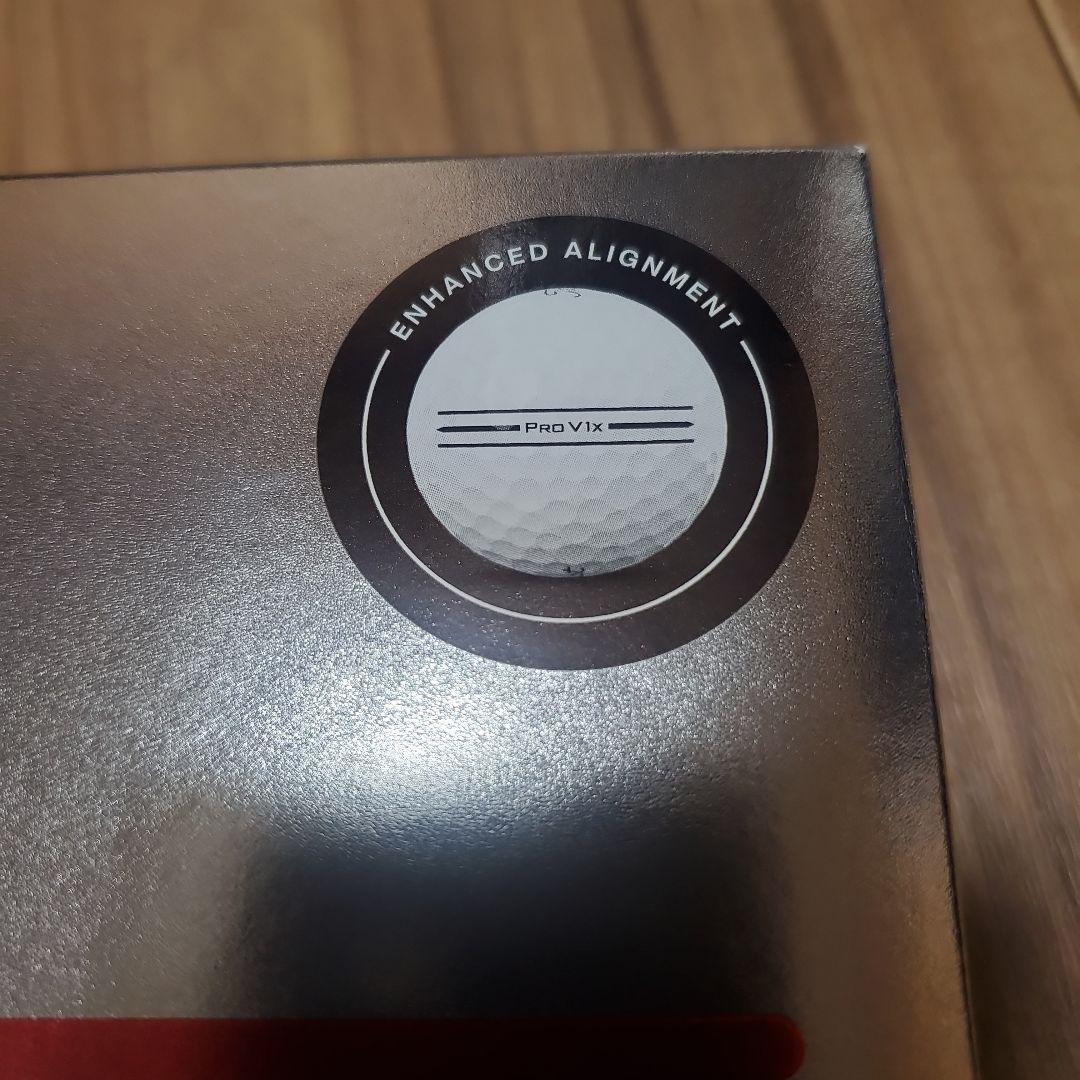 ENHANCED ALIGNMENT
PRO V1X